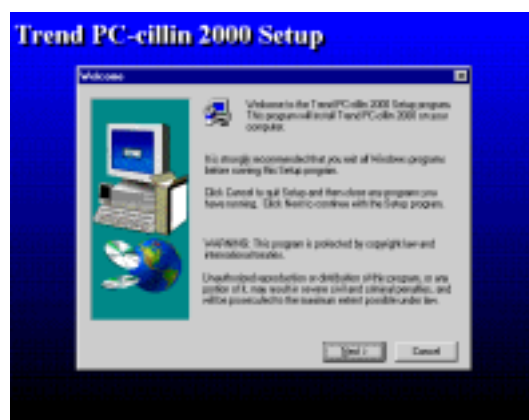 Trend PC-cillin 2000 Setup
Welcome
Welcome to the Trend PC-cillin 2000 Setup program.
This program will install Trend PC-cillin 2000 on your
computer.
It is strongly recommended that you exit all Windows programs
before running this Setup program.
Click Cancel to quit Setup and then close any programs you
have running. Click Next to continue with the Setup program.
WARNING: This program is protected by copyright law and
international treaties.
Unauthorized reproduction or distribution of this program, or any
portion of it, may result in severe civil and criminal penalties, and
will be prosecuted to the maximum extent possible under law.
Next >
Cancel